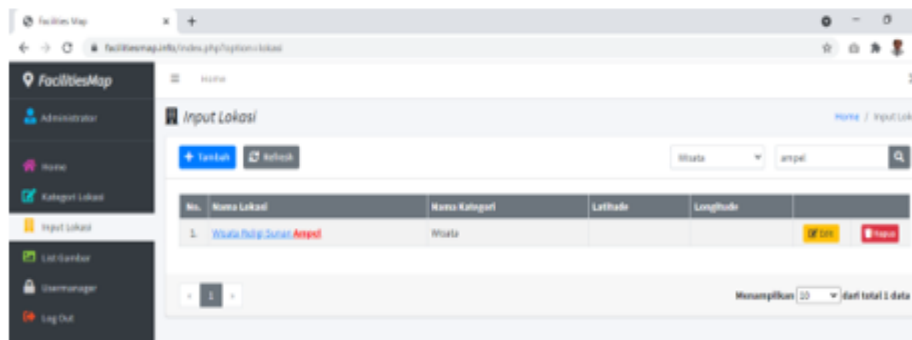 Facilities Map
facilitiesmap.info/index.php?option=lokasi
FacilitiesMap
Home
Administrator
Input Lokasi
Home / Input Lok
Home
+ Tambah
Refresh
Wisata
ampel
Kategori Lokasi
No. Nama Lokasi Nama Kategori Latitude Longitude
Input Lokasi
1. Wisata Religi Sunan Ampel Wisata Edit Hapus
List Gambar
Usermanager
1
Menampilkan 10 dari total 1 data
Log Out